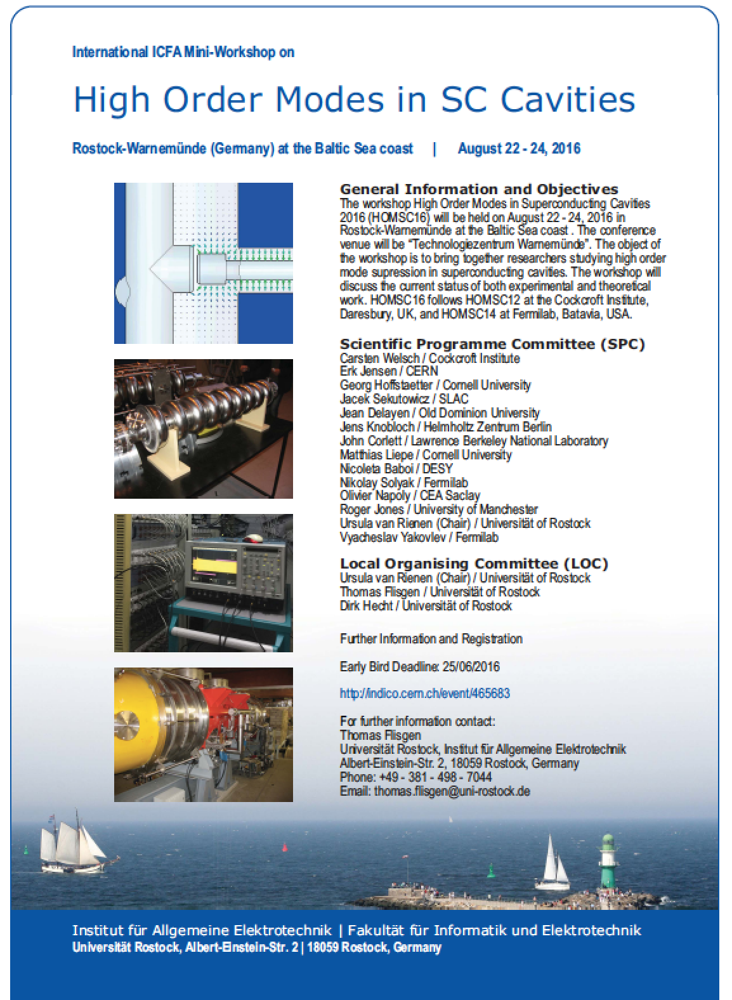 International ICFA Mini-Workshop on
High Order Modes in SC Cavities
Rostock-Warnemünde (Germany) at the Baltic Sea coast | August 22 - 24, 2016
General Information and Objectives
The workshop High Order Modes in Superconducting Cavities
2016 (HOMSC16) will be held on August 22 - 24, 2016 in
Rostock-Warnemünde at the Baltic Sea coast . The conference
venue will be “Technologiezentrum Warnemünde”. The object of
the workshop is to bring together researchers studying high order
mode supression in superconducting cavities. The workshop will
discuss the current status of both experimental and theoretical
work. HOMSC16 follows HOMSC12 at the Cockcroft Institute,
Daresbury, UK, and HOMSC14 at Fermilab, Batavia, USA.
Scientific Programme Committee (SPC)
Carsten Welsch / Cockcroft Institute
Erk Jensen / CERN
Georg Hoffstaetter / Cornell University
Jacek Sekutowicz / SLAC
Jean Delayen / Old Dominion University
Jens Knobloch / Helmholtz Zentrum Berlin
John Corlett / Lawrence Berkeley National Laboratory
Matthias Liepe / Cornell University
Nicoleta Baboi / DESY
Nikolay Solyak / Fermilab
Olivier Napoly / CEA Saclay
Roger Jones / University of Manchester
Ursula van Rienen (Chair) / Universität of Rostock
Vyacheslav Yakovlev / Fermilab
Local Organising Committee (LOC)
Ursula van Rienen (Chair) / Universität of Rostock
Thomas Flisgen / Universität of Rostock
Dirk Hecht / Universität of Rostock
Further Information and Registration
Early Bird Deadline: 25/06/2016
http://indico.cern.ch/event/465683
For further information contact:
Thomas Flisgen
Universität Rostock, Institut für Allgemeine Elektrotechnik
Albert-Einstein-Str. 2, 18059 Rostock, Germany
Phone: +49 - 381 - 498 - 7044
Email: thomas.flisgen@uni-rostock.de
Institut für Allgemeine Elektrotechnik | Fakultät für Informatik und Elektrotechnik
Universität Rostock, Albert-Einstein-Str. 2 | 18059 Rostock, Germany